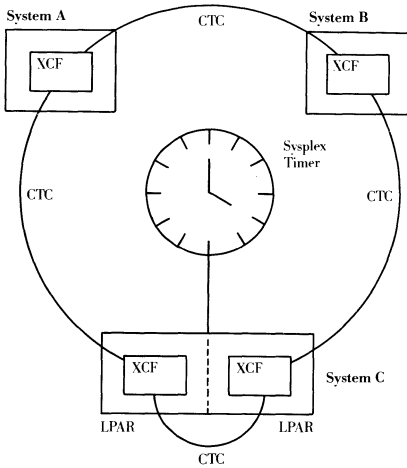 System A
CTC
System B
XCF
XCF
Sysplex
Timer
CTC
CTC
XCF
XCF
System C
LPAR
LPAR
CTC